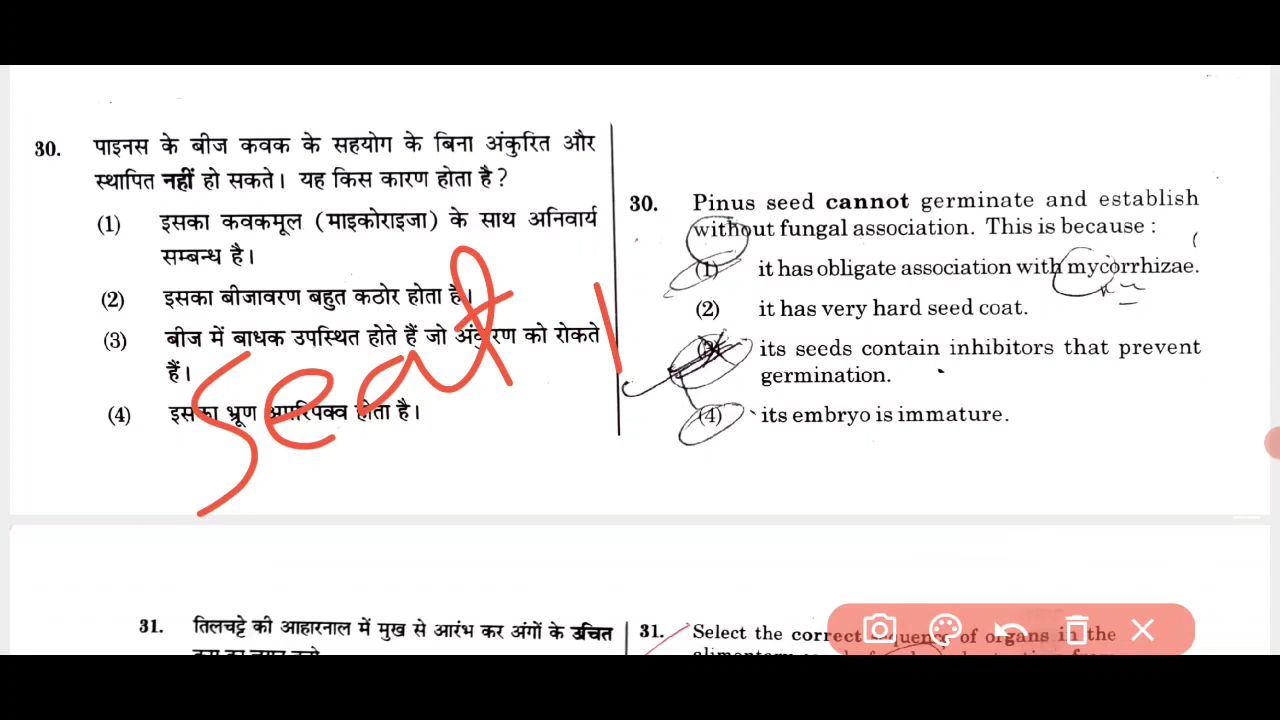 30. पाइनस के बीज कवक के सहयोग के बिना अंकुरित और
स्थापित नहीं हो सकते। यह किस कारण होता है ?
(1) इसका कवकमूल (माइकोराइजा) के साथ अनिवार्य
सम्बन्ध है।
(2) इसका बीजावरण बहुत कठोर होता है।
(3) बीज में बाधक उपस्थित होते हैं जो अंकुरण को रोकते
हैं।
(4) इसका भ्रूण अपरिपक्व होता है।
seat
30. Pinus seed cannot germinate and establish
without fungal association. This is because :
(1) it has obligate association with mycorrhizae.
(2) it has very hard seed coat.
(3) its seeds contain inhibitors that prevent
germination.
(4) its embryo is immature.
31. तिलचट्टे की आहारनाल में मुख से आरंभ कर अंगों के उचित
31. Select the correct sequence of organs in the